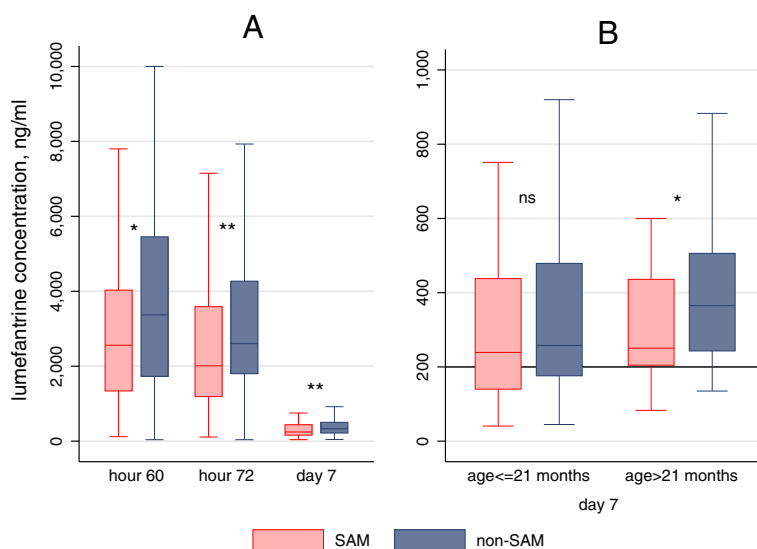 A
B
lumefantrine concentration, ng/ml
10,000
8,000
6,000
4,000
2,000
0
*
**
**
hour 60
hour 72
day 7
1,000
800
600
400
200
0
ns
*
age<=21 months
age>21 months
day 7
SAM
non-SAM